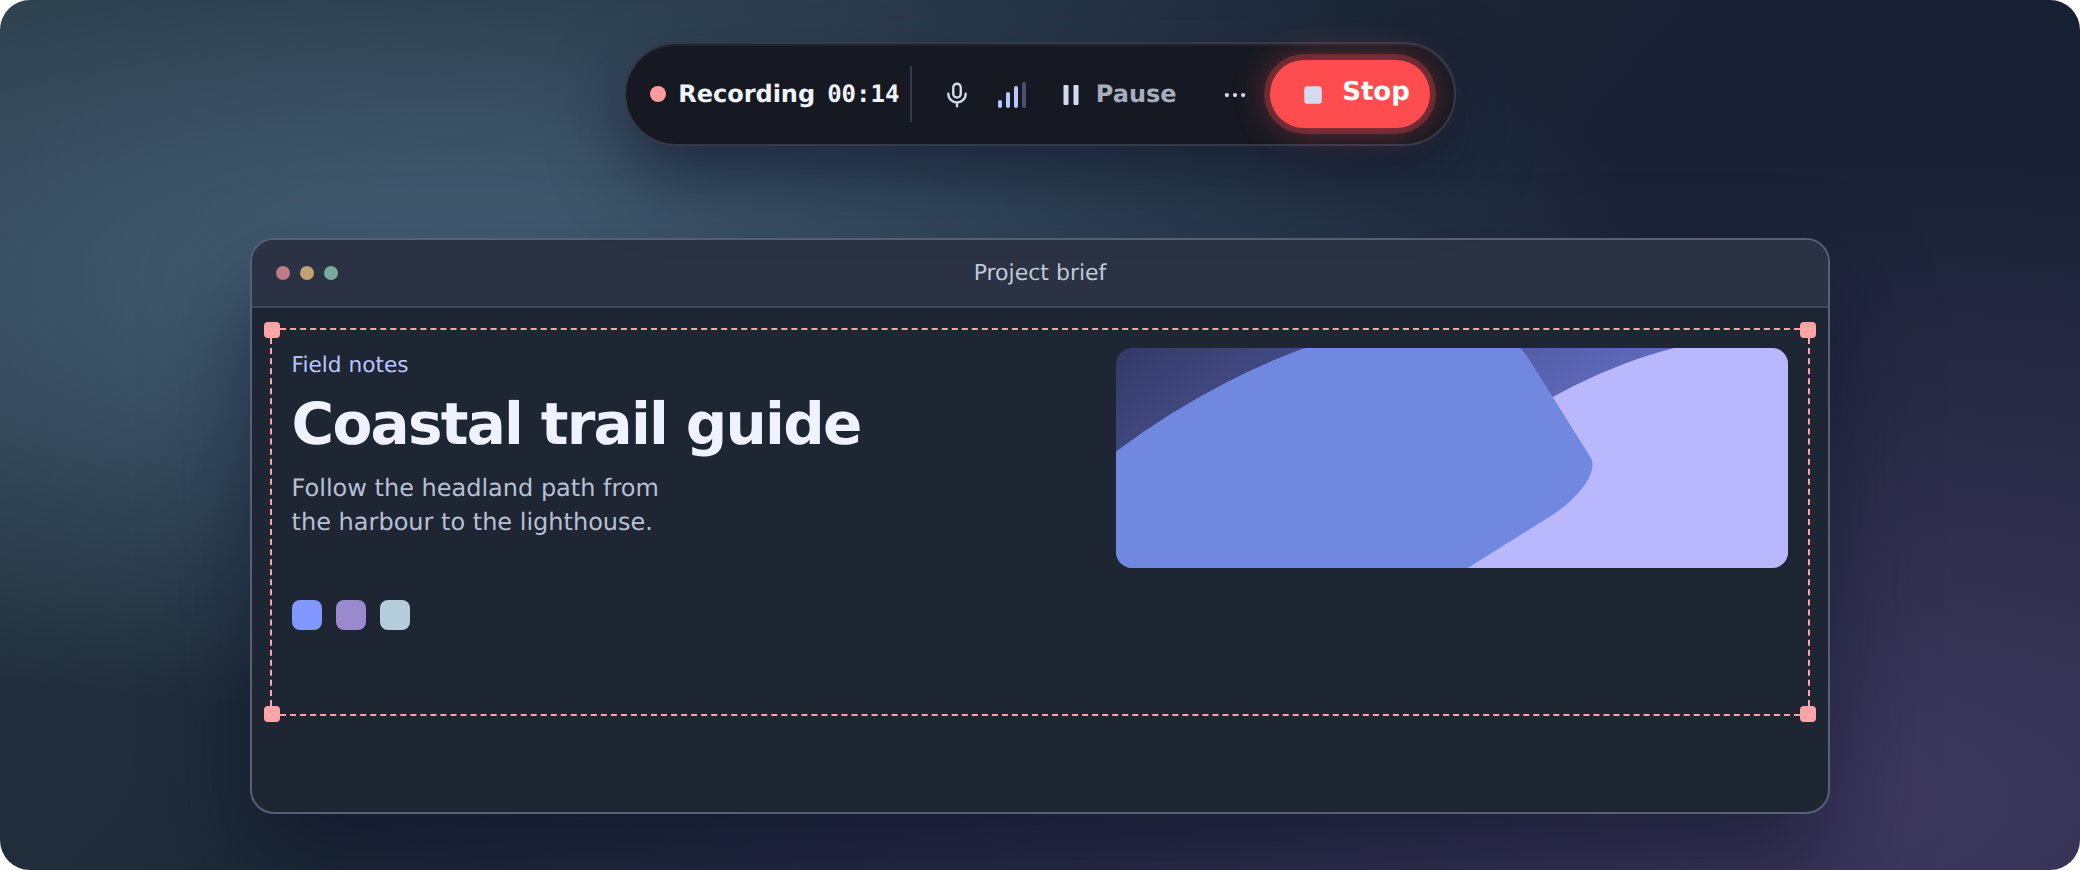 Recording 00:14 Pause Stop
Project brief
Field notes
Coastal trail guide
Follow the headland path from
the harbour to the lighthouse.